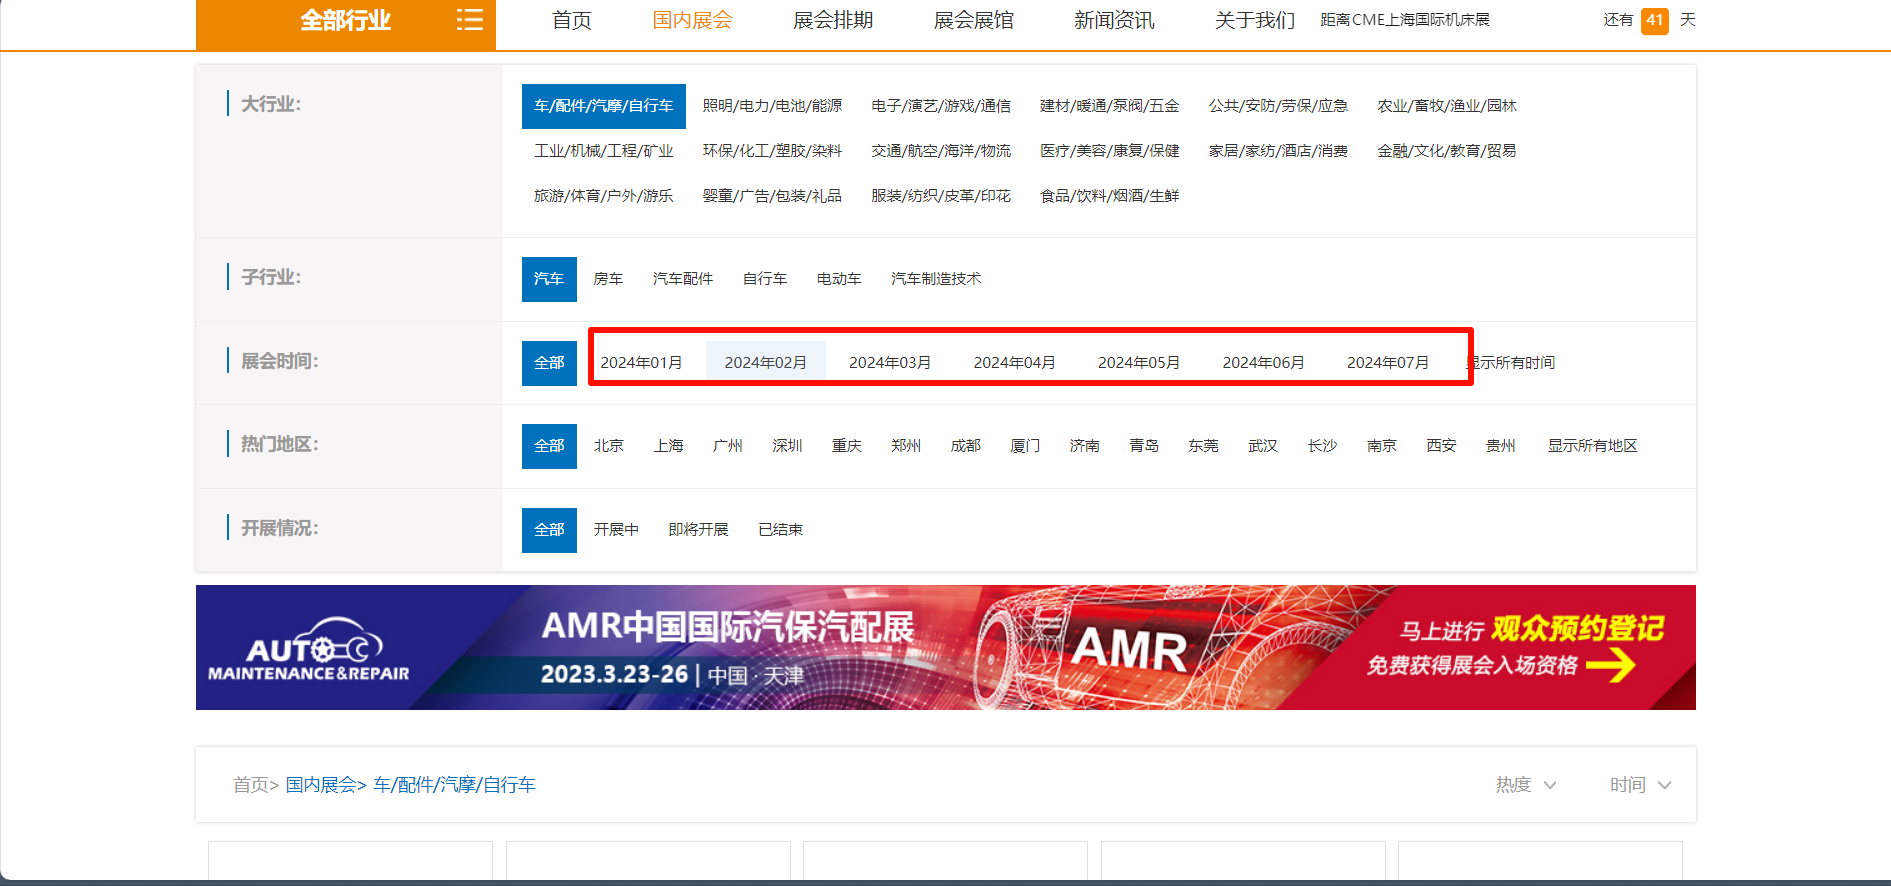 全部行业 首页 国内展会 展会排期 展会展馆 新闻资讯 关于我们 距离CME上海国际机床展 还有 41 天
大行业: 车/配件/汽摩/自行车 照明/电力/电池/能源 电子/演艺/游戏/通信 建材/暖通/泵阀/五金 公共/安防/劳保/应急 农业/畜牧/渔业/园林
工业/机械/工程/矿业 环保/化工/塑胶/染料 交通/航空/海洋/物流 医疗/美容/康复/保健 家居/家纺/酒店/消费 金融/文化/教育/贸易
旅游/体育/户外/游乐 婴童/广告/包装/礼品 服装/纺织/皮革/印花 食品/饮料/烟酒/生鲜
子行业: 汽车 房车 汽车配件 自行车 电动车 汽车制造技术
展会时间: 全部 2024年01月 2024年02月 2024年03月 2024年04月 2024年05月 2024年06月 2024年07月 显示所有时间
热门地区: 全部 北京 上海 广州 深圳 重庆 郑州 成都 厦门 济南 青岛 东莞 武汉 长沙 南京 西安 贵州 显示所有地区
开展情况: 全部 开展中 即将开展 已结束
AUTO
MAINTENANCE&REPAIR
AMR中国国际汽保汽配展
2023.3.23-26 | 中国·天津
AMR
马上进行 观众预约登记
免费获得展会入场资格
首页> 国内展会> 车/配件/汽摩/自行车 热度 时间